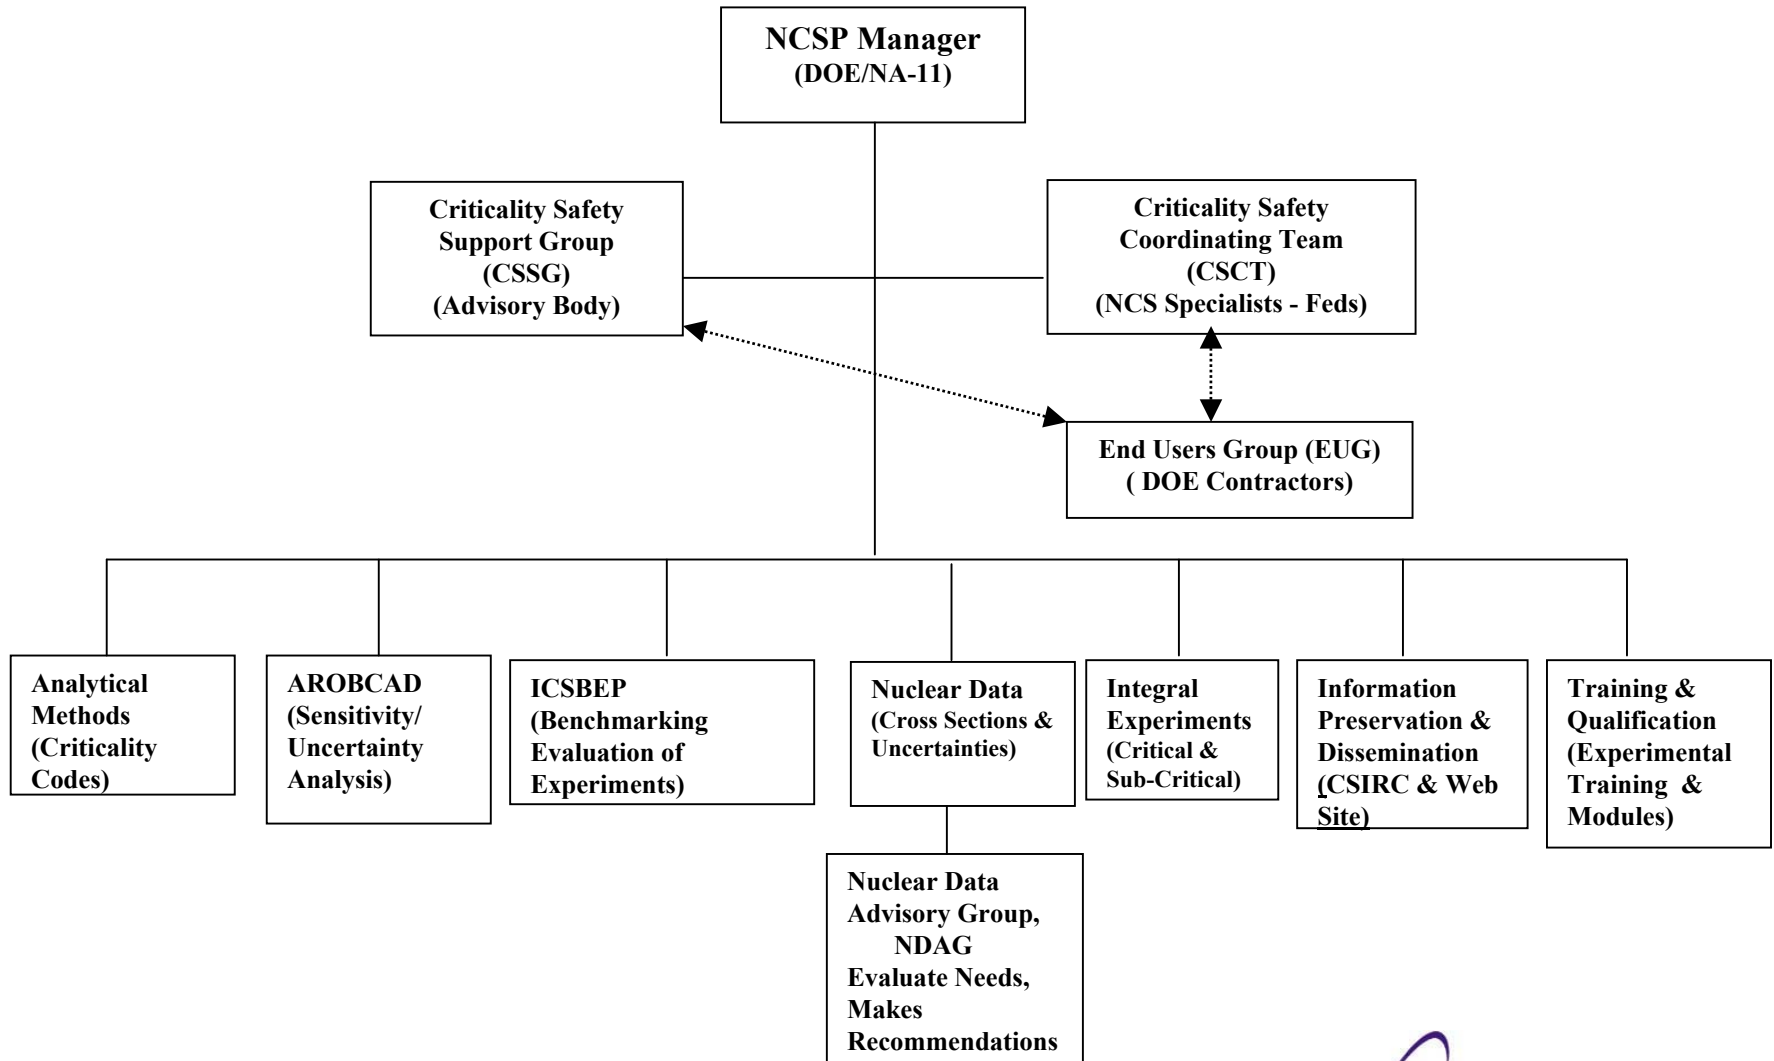 NCSP Manager
(DOE/NA-11)
Criticality Safety
Support Group
(CSSG)
(Advisory Body)
Criticality Safety
Coordinating Team
(CSCT)
(NCS Specialists - Feds)
End Users Group (EUG)
( DOE Contractors)
Analytical
Methods
(Criticality
Codes)
AROBCAD
(Sensitivity/
Uncertainty
Analysis)
ICSBEP
(Benchmarking
Evaluation of
Experiments)
Nuclear Data
(Cross Sections &
Uncertainties)
Integral
Experiments
(Critical &
Sub-Critical)
Information
Preservation &
Dissemination
(CSIRC & Web
Site)
Training &
Qualification
(Experimental
Training &
Modules)
Nuclear Data
Advisory Group,
NDAG
Evaluate Needs,
Makes
Recommendations